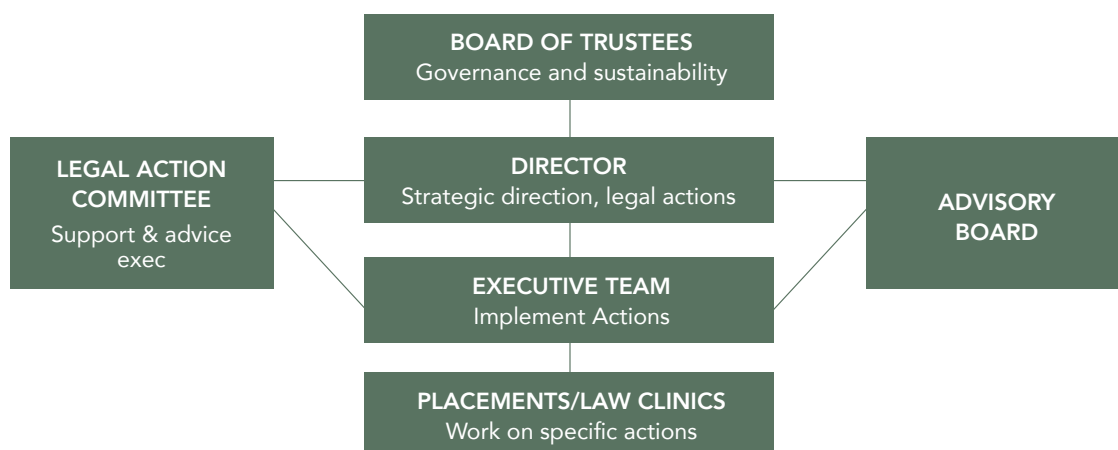 BOARD OF TRUSTEES
Governance and sustainability
LEGAL ACTION
COMMITTEE
Support & advice
exec
DIRECTOR
Strategic direction, legal actions
ADVISORY
BOARD
EXECUTIVE TEAM
Implement Actions
PLACEMENTS/LAW CLINICS
Work on specific actions